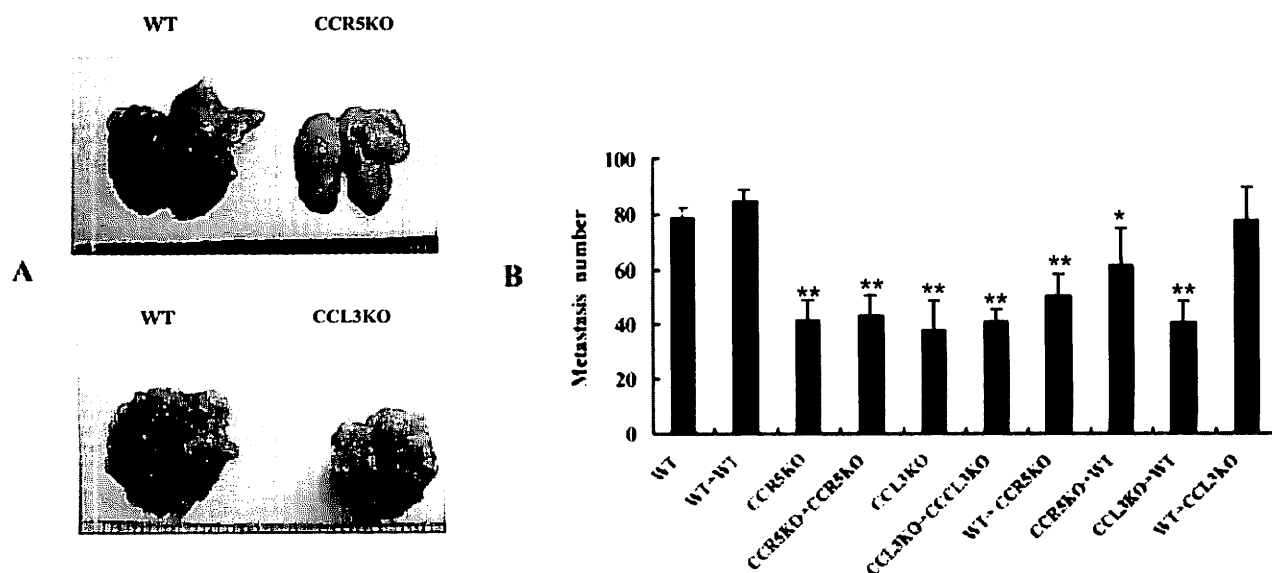 WT CCR5KO
A
WT CCL3KO
B
Metastasis number
100
80
60
40
20
0
** ** ** ** ** * **
WT
WT-WT
CCR5KO
CCR5KO-CCR5KO
CCL3KO
CCL3KO-CCCL3KO
WT- CCR5KO
CCR5KO-WT
CCL3KO-WT
WT-CCL3KO